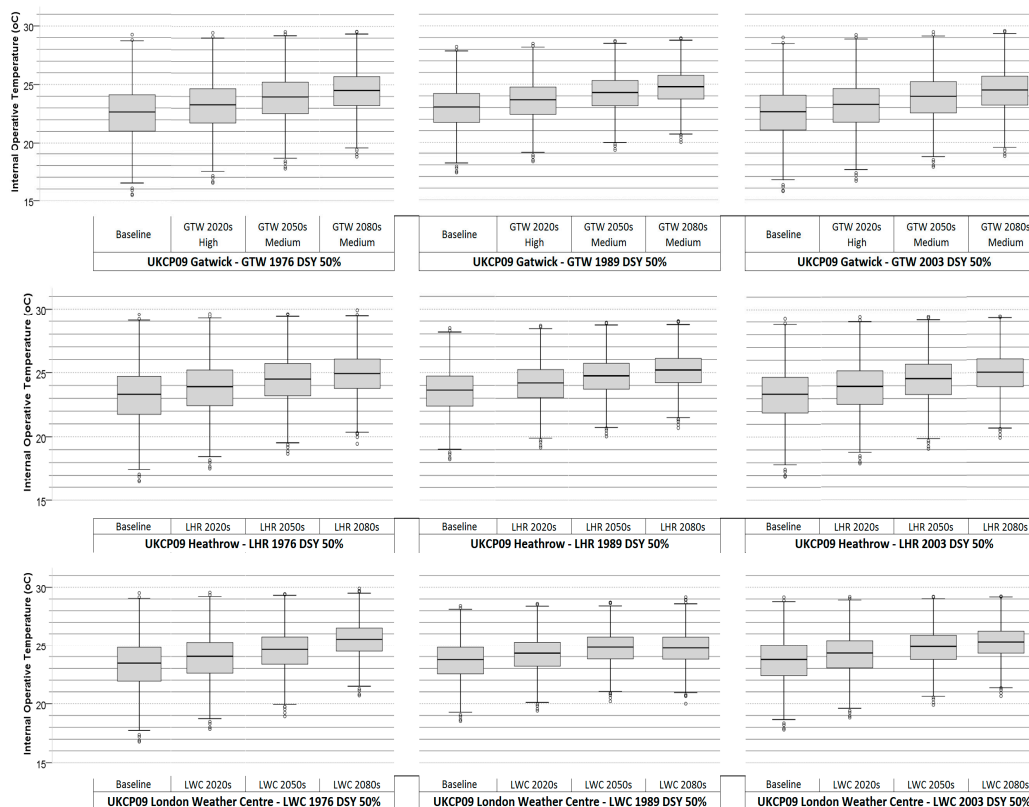 Internal Operative Temperature (oC)
30
25
20
15
Baseline
GTW 2020s
High
GTW 2050s
Medium
GTW 2080s
Medium
UKCP09 Gatwick - GTW 1976 DSY 50%
Baseline
GTW 2020s
High
GTW 2050s
Medium
GTW 2080s
Medium
UKCP09 Gatwick - GTW 1989 DSY 50%
Baseline
GTW 2020s
High
GTW 2050s
Medium
GTW 2080s
Medium
UKCP09 Gatwick - GTW 2003 DSY 50%
Internal Operative Temperature (oC)
30
25
20
15
Baseline
LHR 2020s
LHR 2050s
LHR 2080s
UKCP09 Heathrow - LHR 1976 DSY 50%
Baseline
LHR 2020s
LHR 2050s
LHR 2080s
UKCP09 Heathrow - LHR 1989 DSY 50%
Baseline
LHR 2020s
LHR 2050s
LHR 2080s
UKCP09 Heathrow - LHR 2003 DSY 50%
Internal Operative Temperature (oC)
30
25
20
15
Baseline
LWC 2020s
LWC 2050s
LWC 2080s
UKCP09 London Weather Centre - LWC 1976 DSY 50%
Baseline
LWC 2020s
LWC 2050s
LWC 2080s
UKCP09 London Weather Centre - LWC 1989 DSY 50%
Baseline
LWC 2020s
LWC 2050s
LWC 2080s
UKCP09 London Weather Centre - LWC 2003 DSY 50%